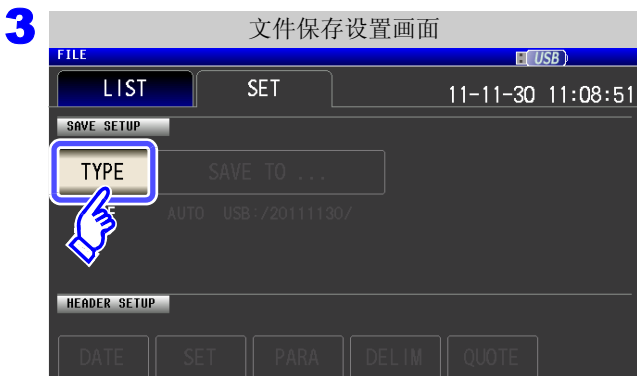 3
文件保存设置画面
FILE
USB
LIST SET 11-11-30 11:08:51
SAVE SETUP
TYPE SAVE TO ...
AUTO USB:/20111130/
HEADER SETUP
DATE SET PARA DELIM QUOTE